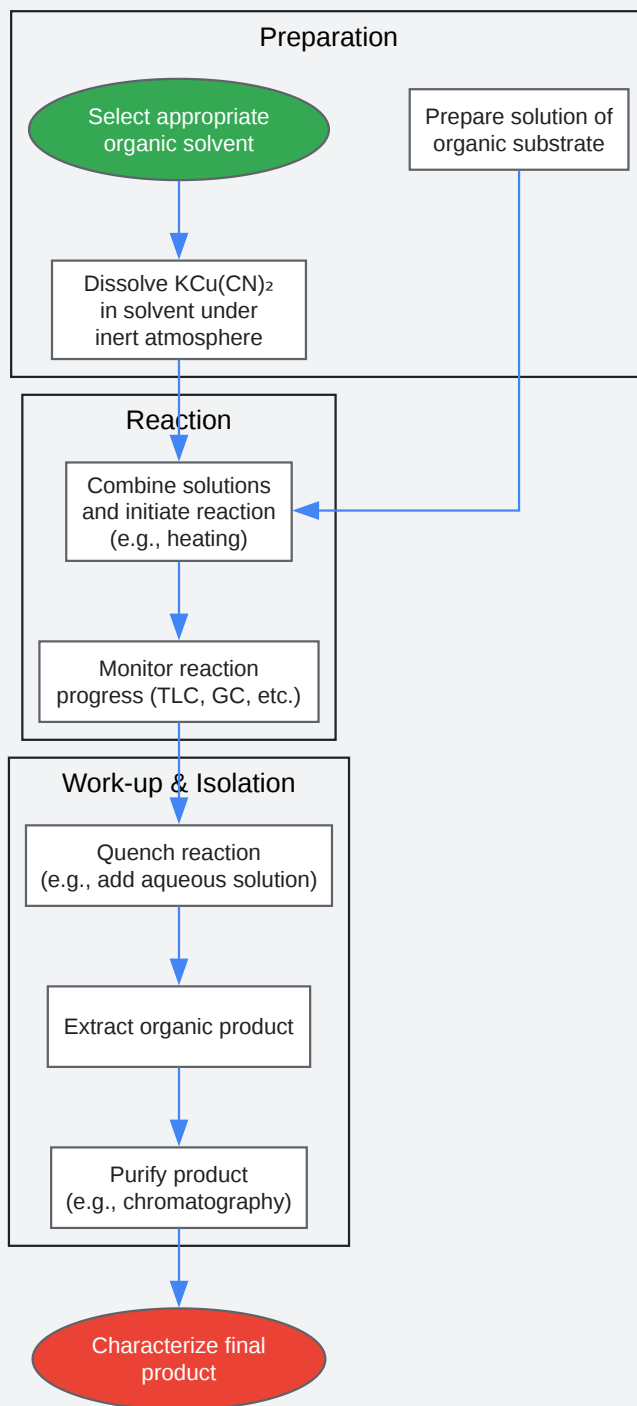 Preparation
Select appropriate
organic solvent
Prepare solution of
organic substrate
Dissolve KCu(CN)₂
in solvent under
inert atmosphere
Reaction
Combine solutions
and initiate reaction
(e.g., heating)
Monitor reaction
progress (TLC, GC, etc.)
Work-up & Isolation
Quench reaction
(e.g., add aqueous solution)
Extract organic product
Purify product
(e.g., chromatography)
Characterize final
product